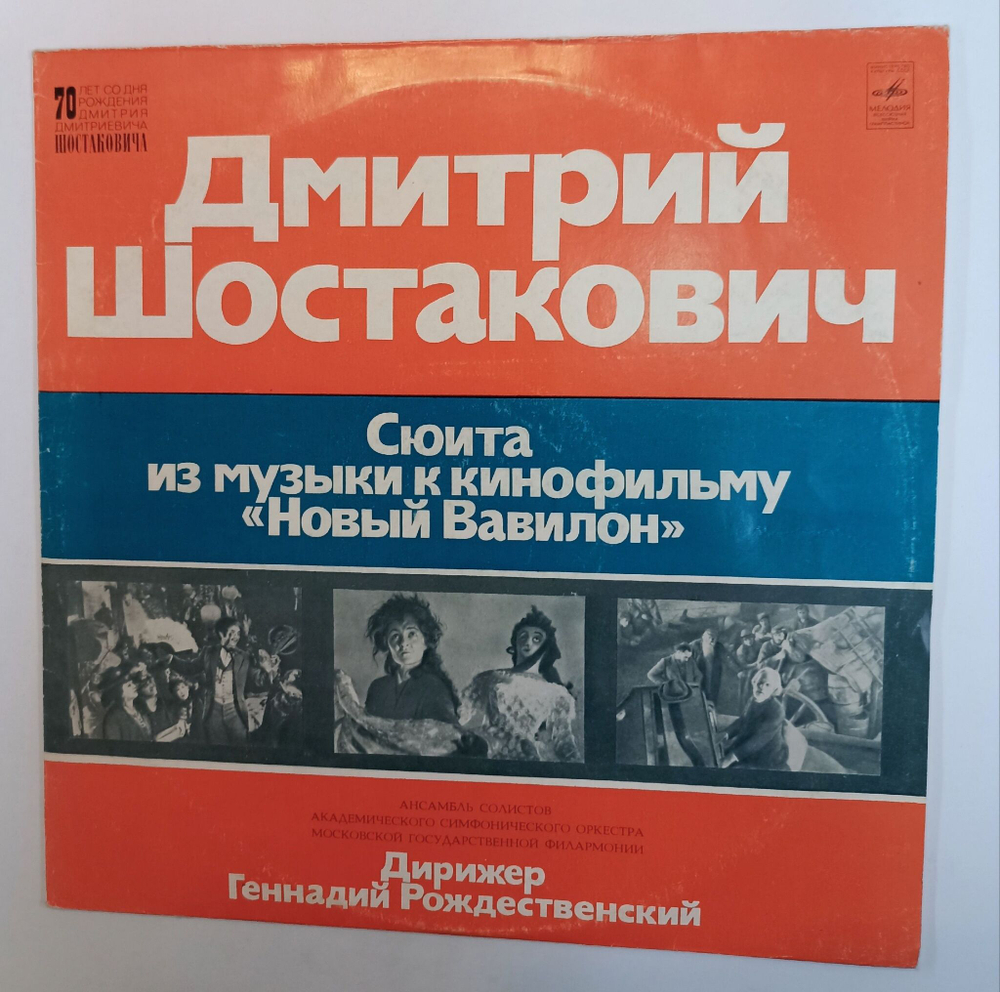 70 ЛЕТ СО ДНЯ
РОЖДЕНИЯ
ДМИТРИЯ
ДМИТРИЕВИЧА
ШОСТАКОВИЧА
МЕЛОДИЯ
Дмитрий
Шостакович
Сюита
из музыки к кинофильму
«Новый Вавилон»
АНСАМБЛЬ СОЛИСТОВ
АКАДЕМИЧЕСКОГО СИМФОНИЧЕСКОГО ОРКЕСТРА
МОСКОВСКОЙ ГОСУДАРСТВЕННОЙ ФИЛАРМОНИИ
Дирижер
Геннадий Рождественский